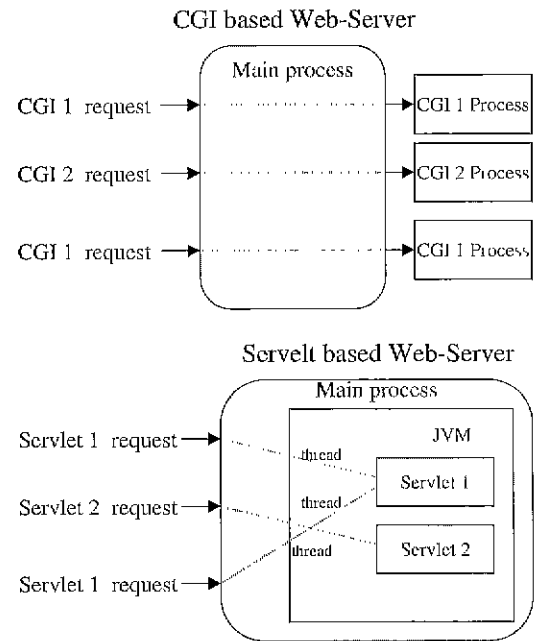 CGI based Web-Server
Main process
CGI 1 request
CGI 1 Process
CGI 2 request
CGI 2 Process
CGI 1 request
CGI 1 Process
Servelt based Web-Server
Main process
JVM
Servlet 1 request
thread
Servlet 1
thread
Servlet 2 request
Servlet 2
thread
Servlet 1 request